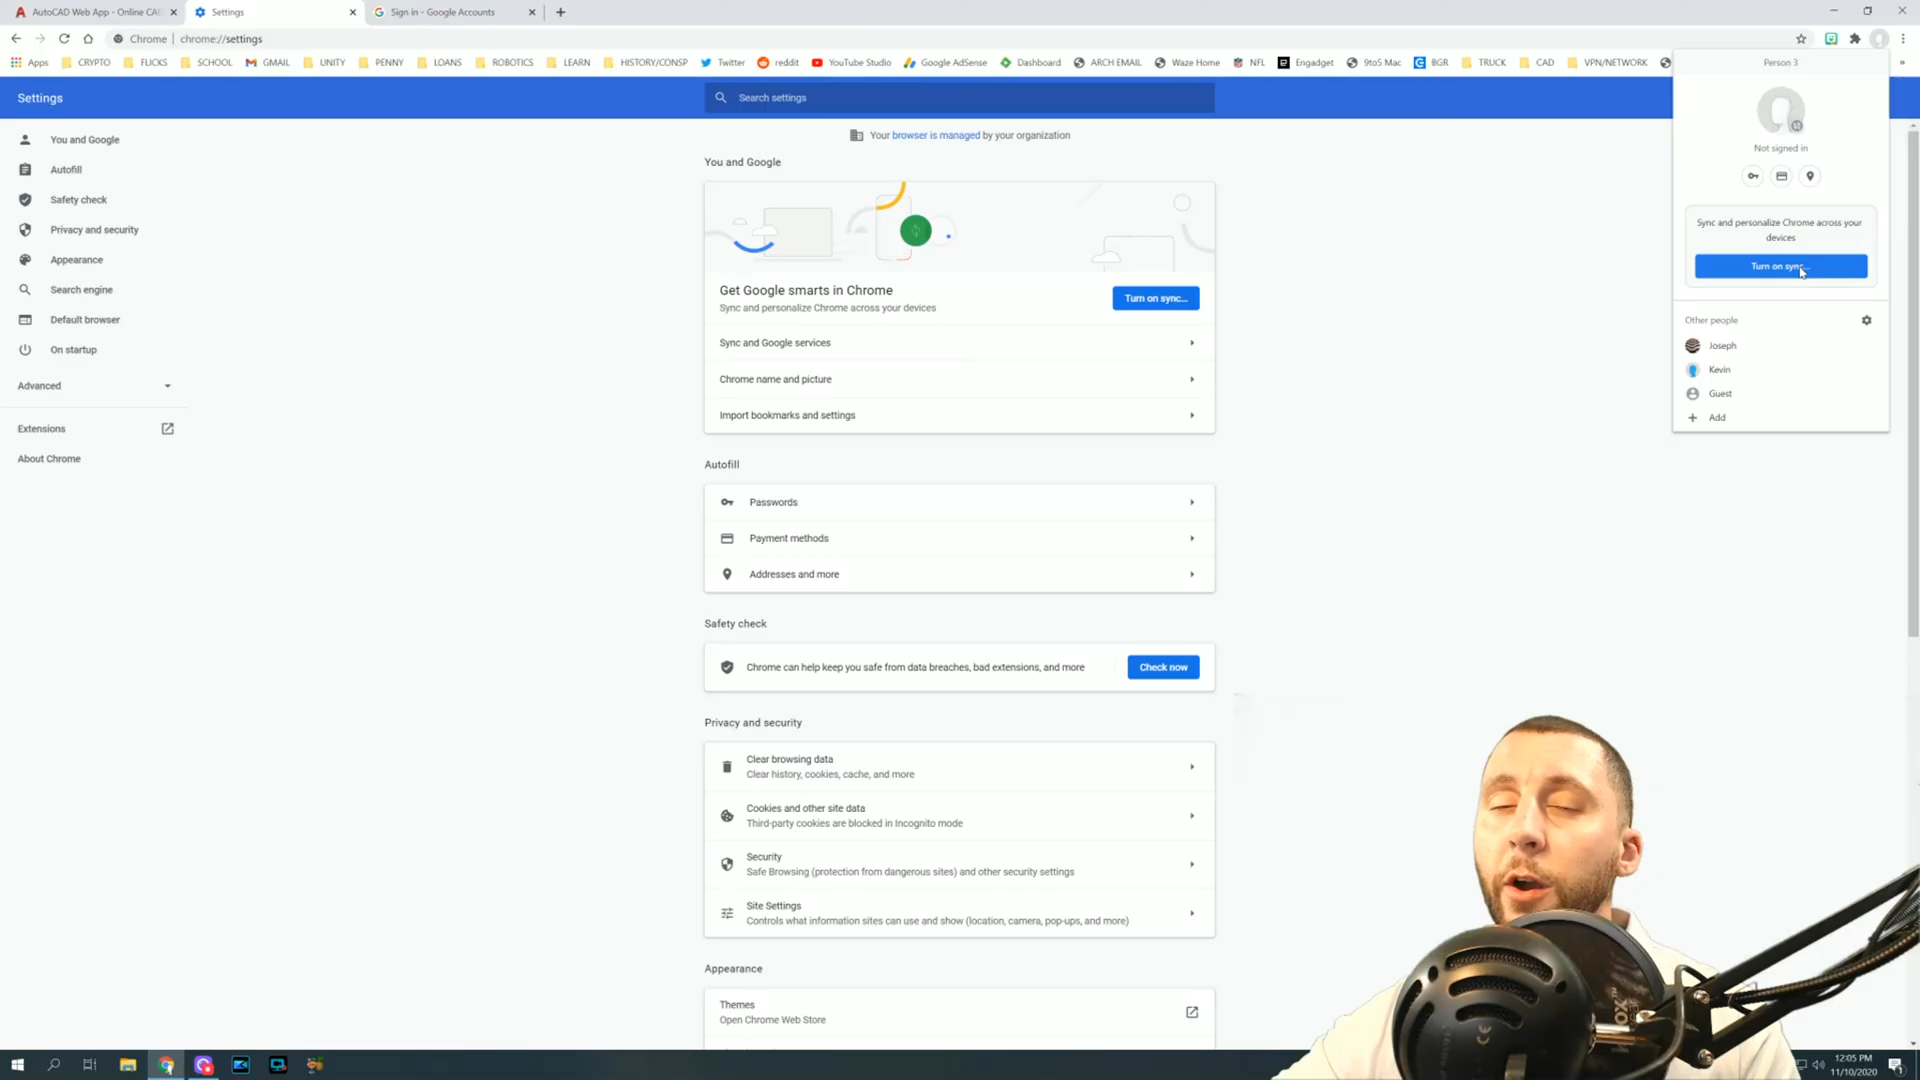 AutoCAD Web App - Online CA
Settings
Sign in - Google Accounts
Chrome | chrome://settings
Apps CRYPTO FLICKS SCHOOL GMAIL UNITY PENNY LOANS ROBOTICS LEARN HISTORY/CONSP Twitter reddit YouTube Studio Google AdSense Dashboard ARCH EMAIL Waze Home NFL Engadget 9to5 Mac BGR TRUCK CAD VPN/NETWORK
Settings
Search settings
You and Google
Autofill
Safety check
Privacy and security
Appearance
Search engine
Default browser
On startup
Advanced
Extensions
About Chrome
Your browser is managed by your organization
You and Google
Get Google smarts in Chrome
Sync and personalize Chrome across your devices
Turn on sync...
Sync and Google services
Chrome name and picture
Import bookmarks and settings
Autofill
Passwords
Payment methods
Addresses and more
Safety check
Chrome can help keep you safe from data breaches, bad extensions, and more
Check now
Privacy and security
Clear browsing data
Clear history, cookies, cache, and more
Cookies and other site data
Third-party cookies are blocked in Incognito mode
Security
Safe Browsing (protection from dangerous sites) and other security settings
Site Settings
Controls what information sites can use and show (location, camera, pop-ups, and more)
Appearance
Themes
Open Chrome Web Store
Person 3
Not signed in
Sync and personalize Chrome across your
devices
Turn on sync...
Other people
Joseph
Kevin
Guest
Add
12:05 PM
11/10/2020